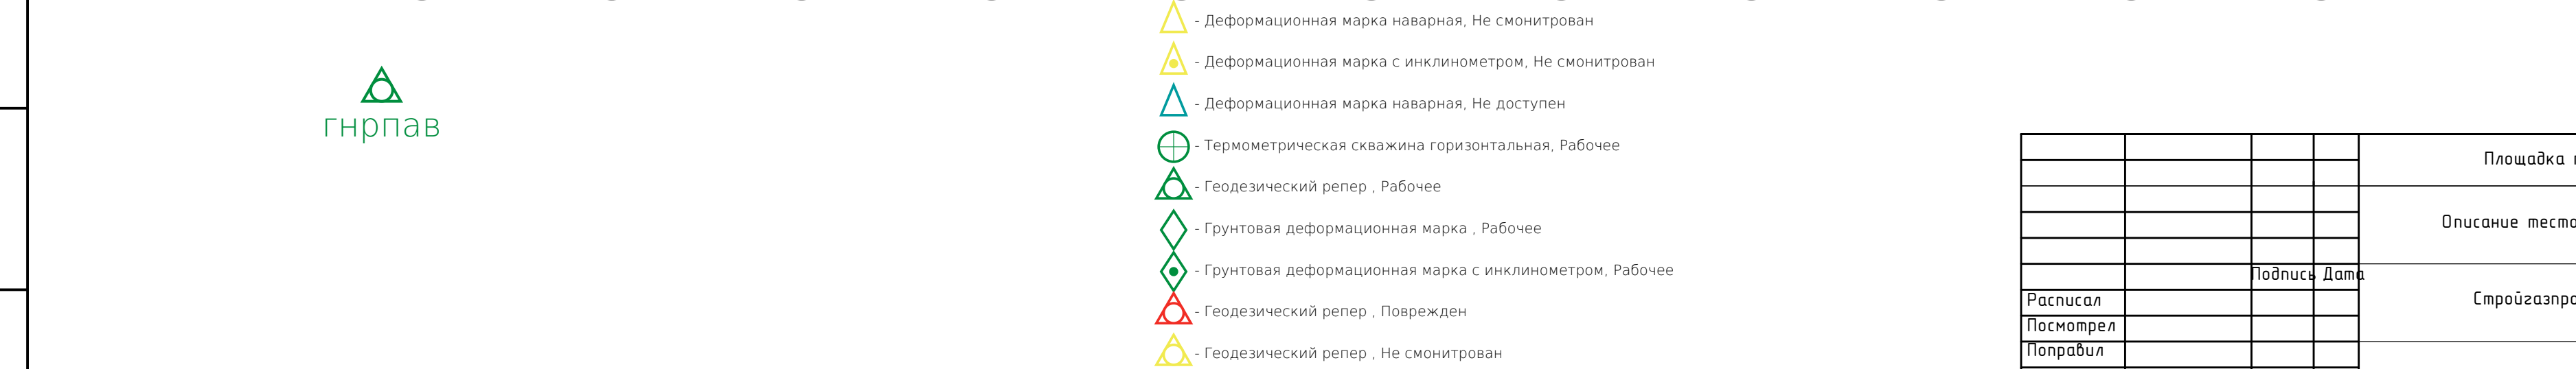 гнрпав
- Деформационная марка наварная, Не смонитрован
- Деформационная марка с инклинометром, Не смонитрован
- Деформационная марка наварная, Не доступен
- Термометрическая скважина горизонтальная, Рабочее
- Геодезический репер , Рабочее
- Грунтовая деформационная марка , Рабочее
- Грунтовая деформационная марка с инклинометром, Рабочее
- Геодезический репер , Поврежден
- Геодезический репер , Не смонитрован
Площадка
Описание
Подпись Дата
Расписал
Посмотрел
Поправил